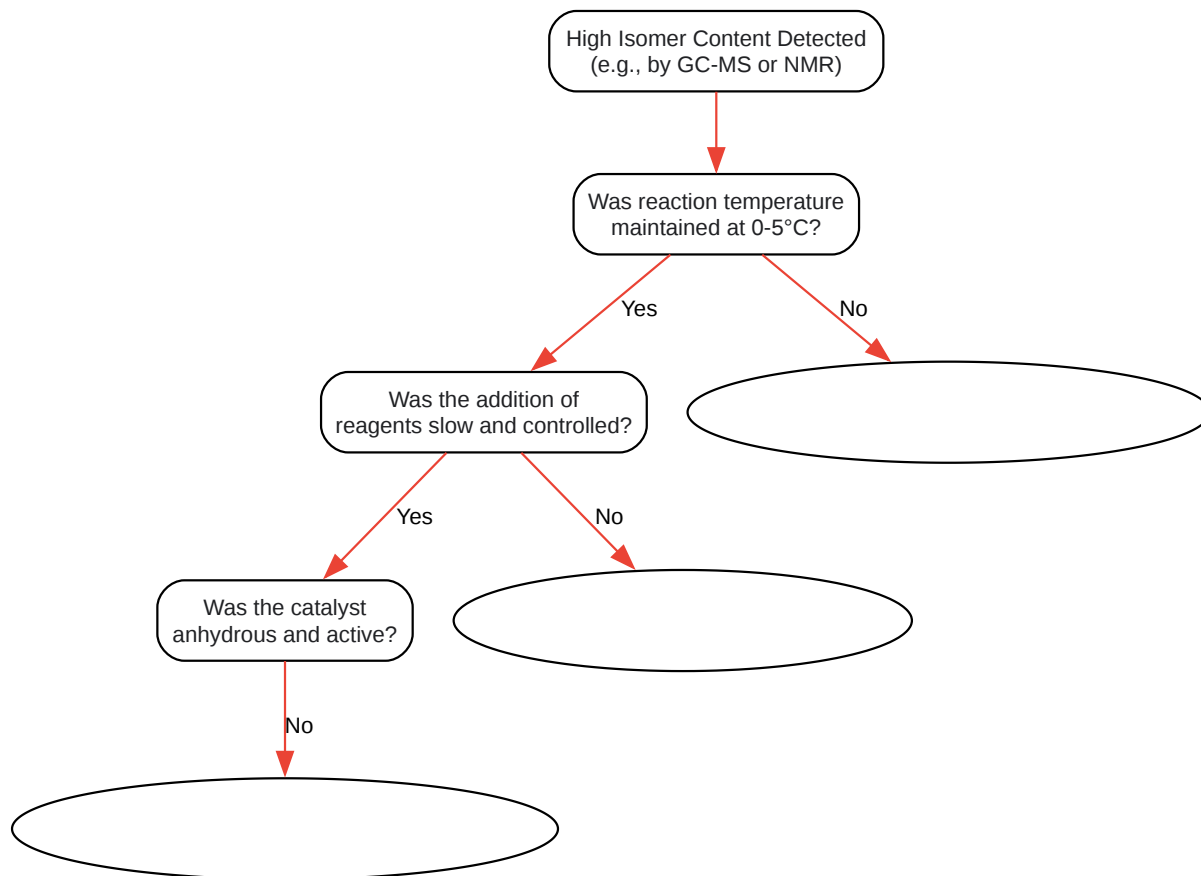 High Isomer Content Detected
(e.g., by GC-MS or NMR)
Was reaction temperature
maintained at 0-5°C?
Yes
No
Was the addition of
reagents slow and controlled?
Yes
No
Was the catalyst
anhydrous and active?
No